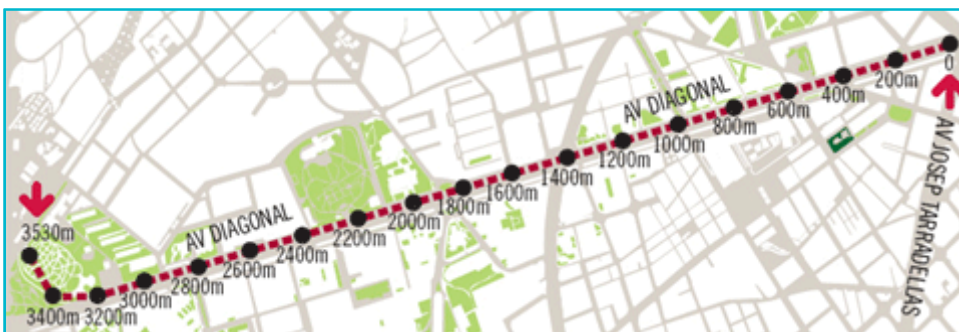 0
200m
400m
600m
800m
1000m
1200m
1400m
1600m
1800m
2000m
2200m
2400m
2600m
2800m
3000m
3200m
3400m
3530m
AV DIAGONAL
AV DIAGONAL
AV JOSEP TARRADELLAS